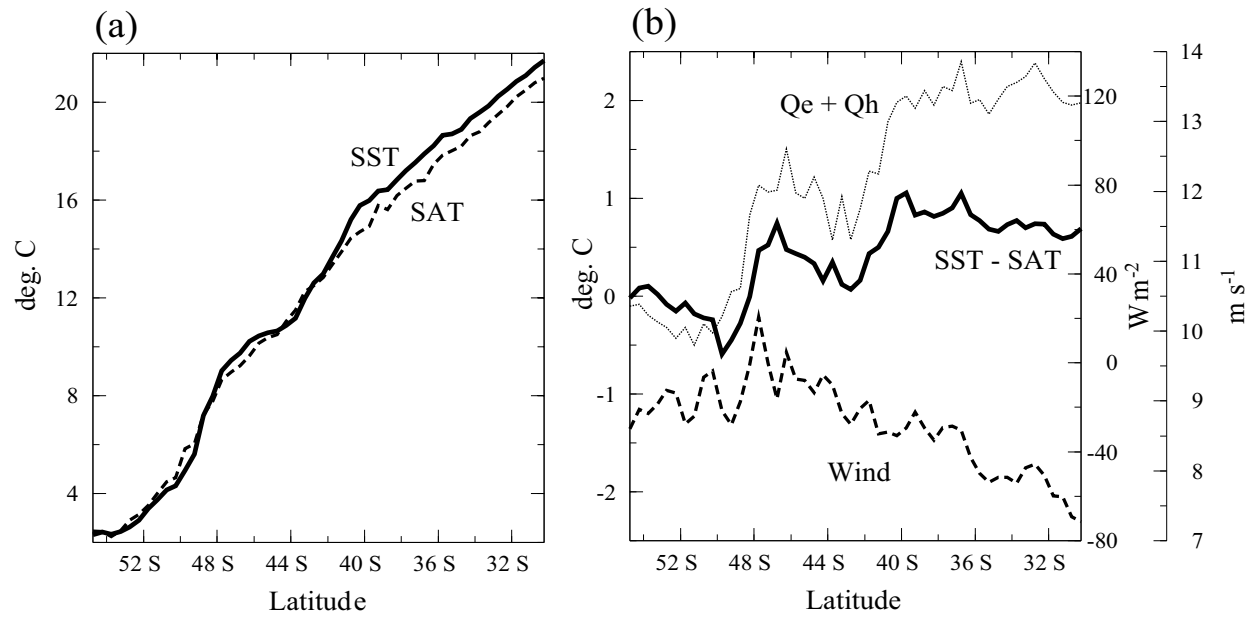 (a)
20
16
12
8
4
deg. C
SST
SAT
52 S 48 S 44 S 40 S 36 S 32 S
Latitude
(b)
2
1
0
-1
-2
deg. C
Qe + Qh
SST - SAT
Wind
52 S 48 S 44 S 40 S 36 S 32 S
Latitude
120
80
40
0
-40
-80
W m-2
14
13
12
11
10
9
8
7
m s-1